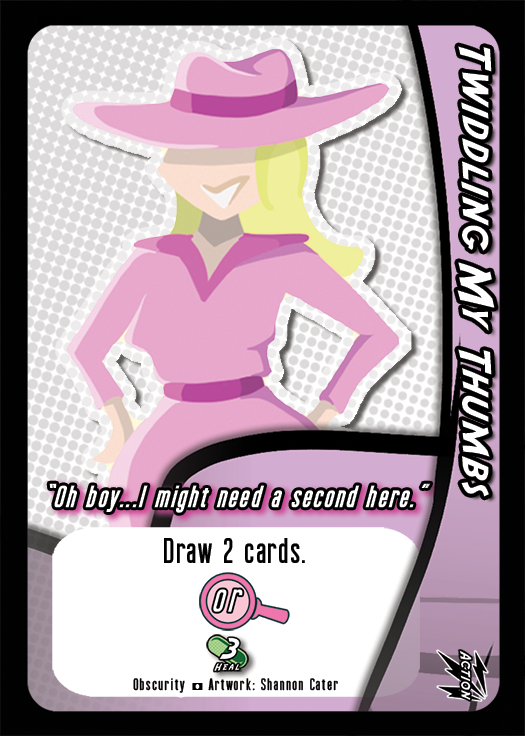 Twiddling My Thumbs
"Oh boy...I might need a second here."
Draw 2 cards.
or
3
HEAL
Obscurity ◘ Artwork: Shannon Cater
ACTION